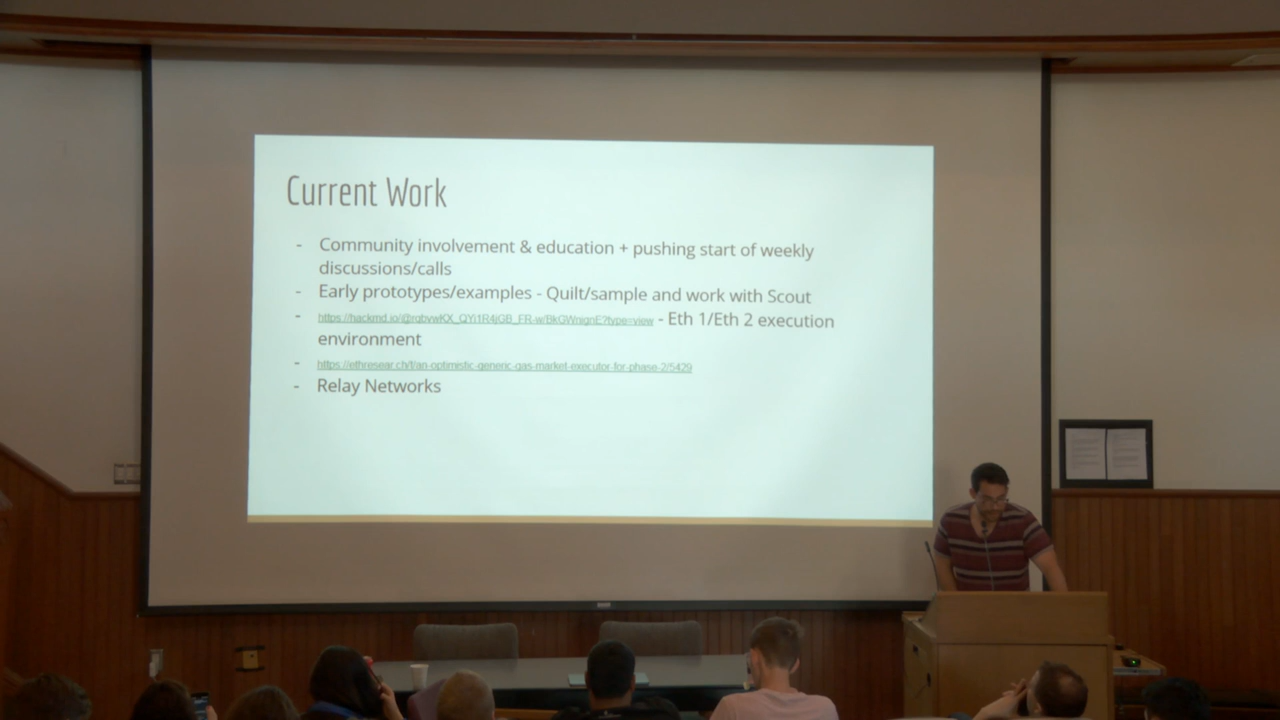 Current Work
- Community involvement & education + pushing start of weekly
discussions/calls
- Early prototypes/examples - Quilt/sample and work with Scout
- - Eth 1/Eth 2 execution
environment
- https://ethresear.ch/t/an-optimistic-generic-gas-market-executor-for-phase-2/5429
- Relay Networks